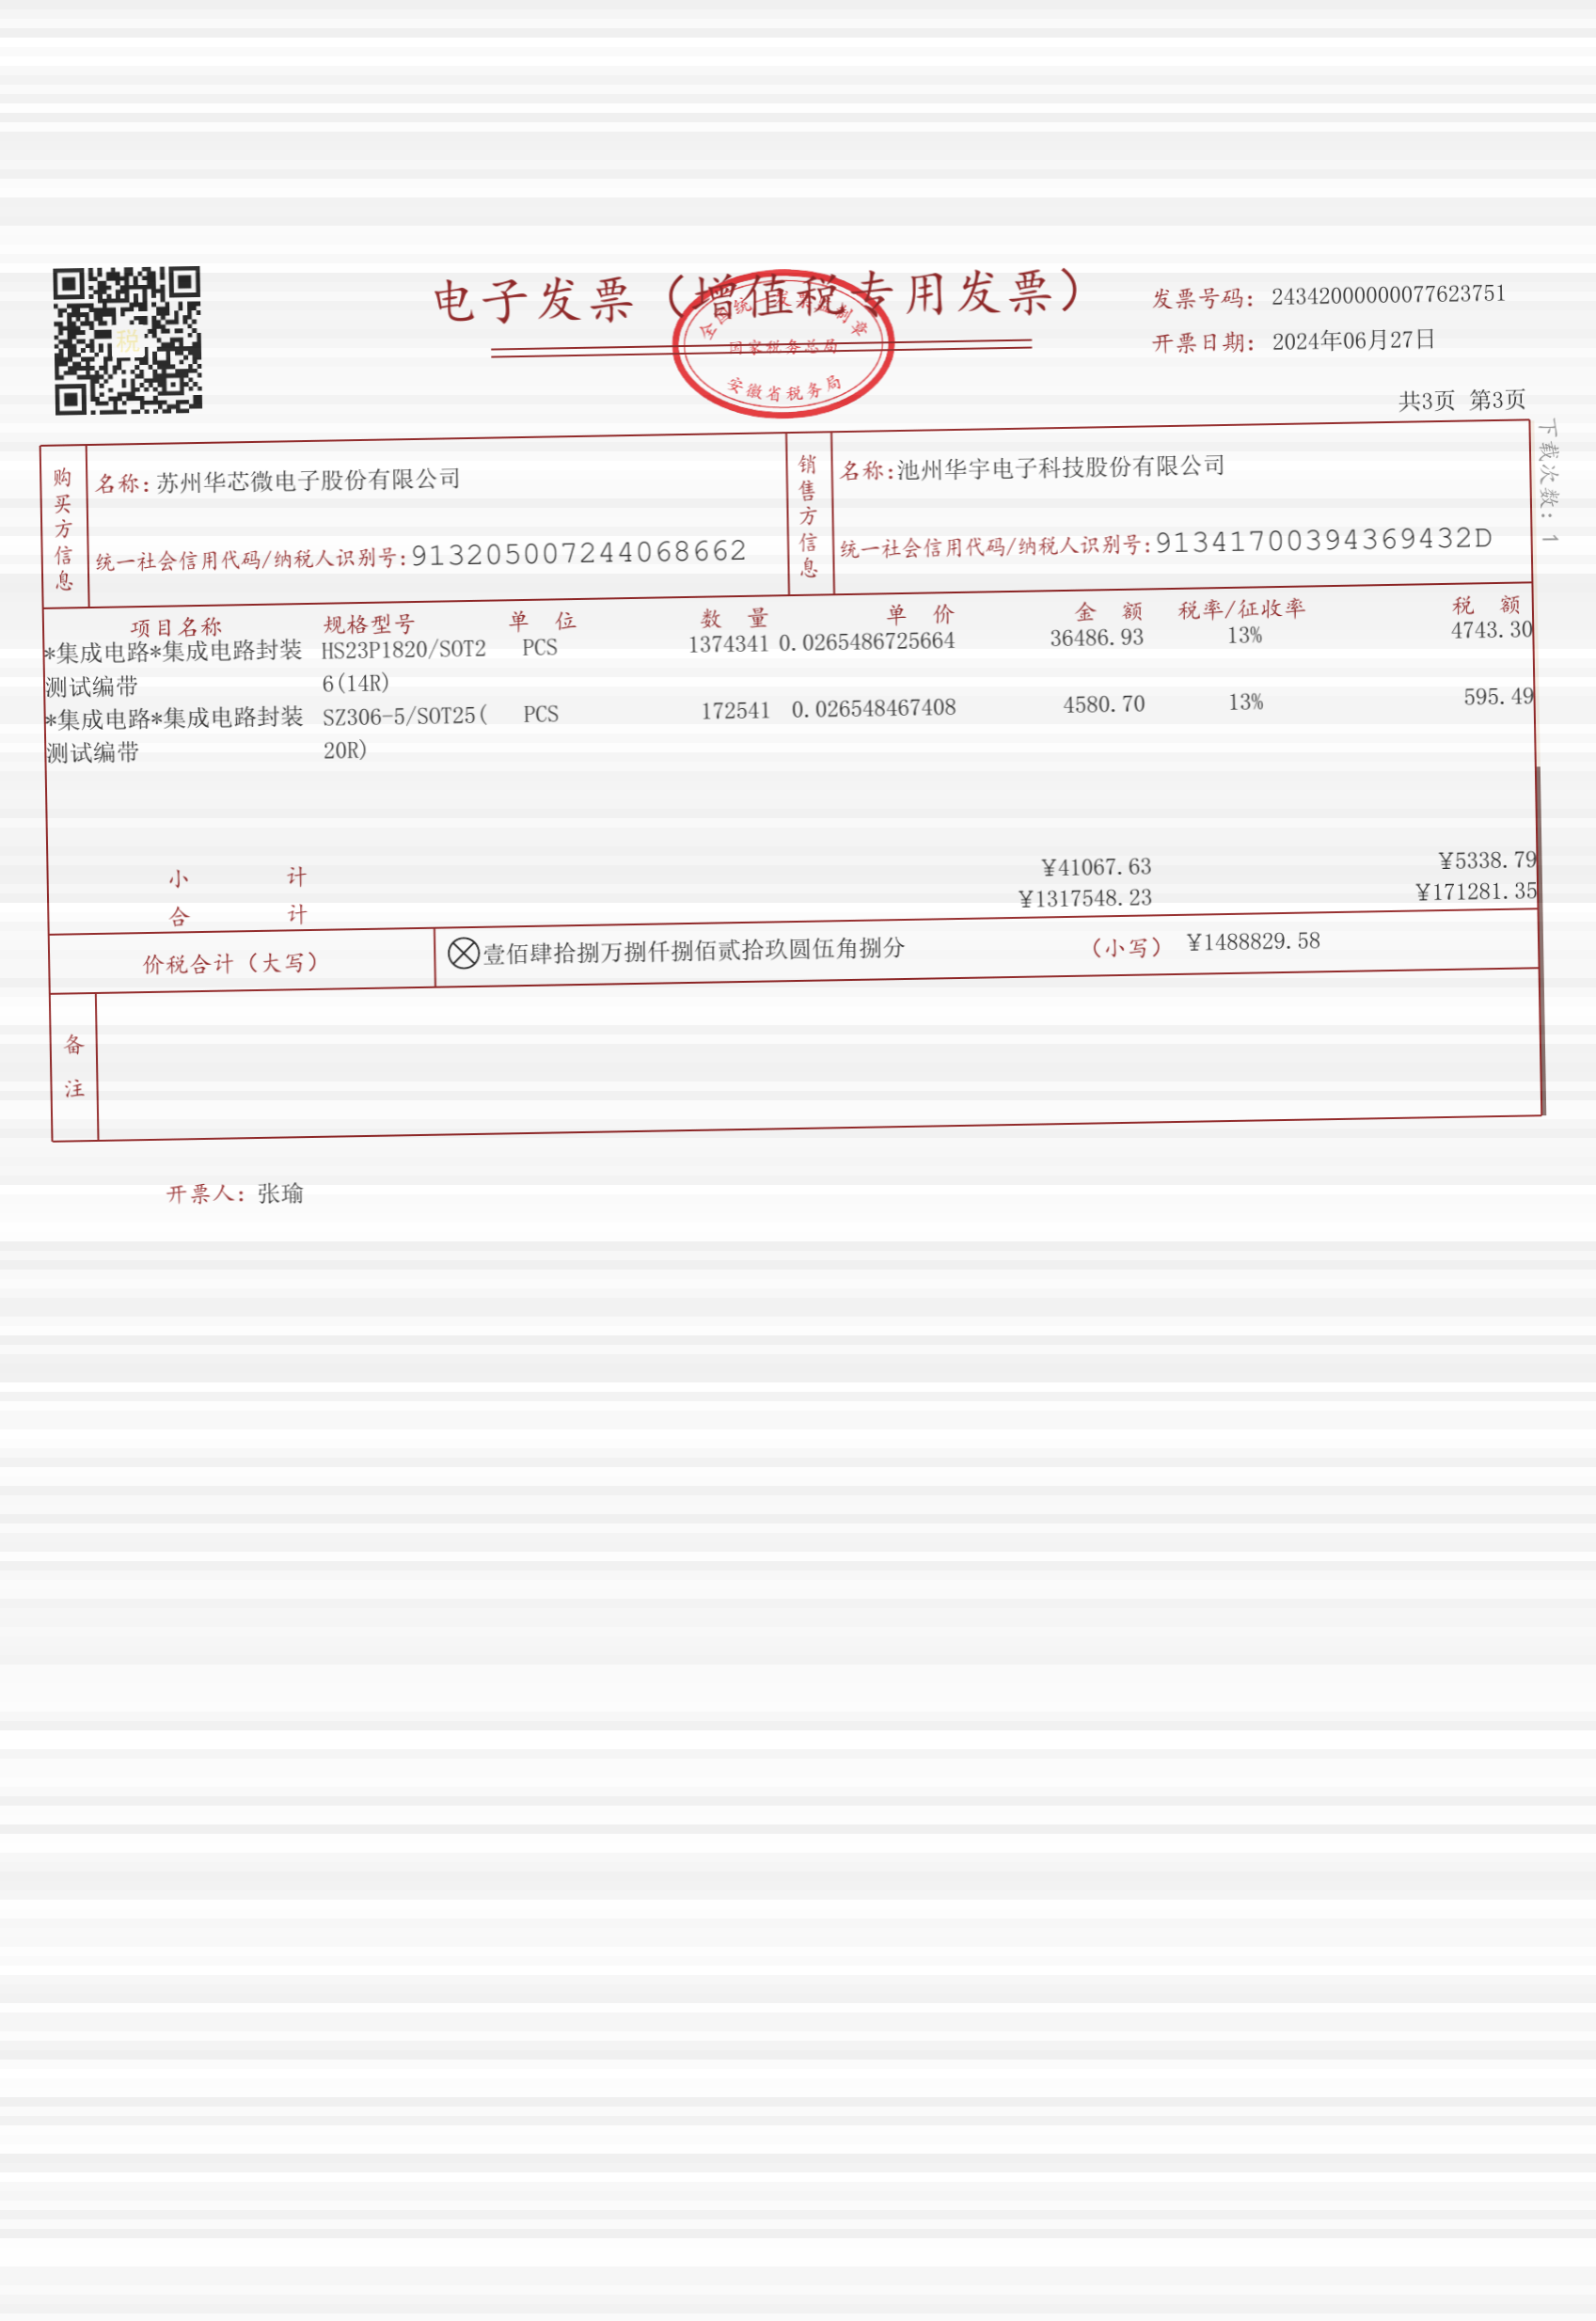 电子发票（增值税专用发票）
全国统一发票监制章
国家税务总局
安徽省税务局
税
发票号码：24342000000077623751
开票日期：2024年06月27日
共3页 第3页
下载次数：1
购买方信息
名称：苏州华芯微电子股份有限公司
统一社会信用代码/纳税人识别号：913205007244068662
销售方信息
名称：池州华宇电子科技股份有限公司
统一社会信用代码/纳税人识别号：91341700394369432D
项目名称 规格型号 单 位 数 量 单 价 金 额 税率/征收率 税 额
*集成电路*集成电路封装 HS23P1820/SOT2 PCS 1374341 0.0265486725664 36486.93 13% 4743.30
测试编带 6(14R)
*集成电路*集成电路封装 SZ306-5/SOT25( PCS 172541 0.026548467408 4580.70 13% 595.49
测试编带 20R)
小 计 ¥41067.63 ¥5338.79
合 计 ¥1317548.23 ¥171281.35
价税合计（大写） 壹佰肆拾捌万捌仟捌佰贰拾玖圆伍角捌分 （小写） ¥1488829.58
备注
开票人：张瑜